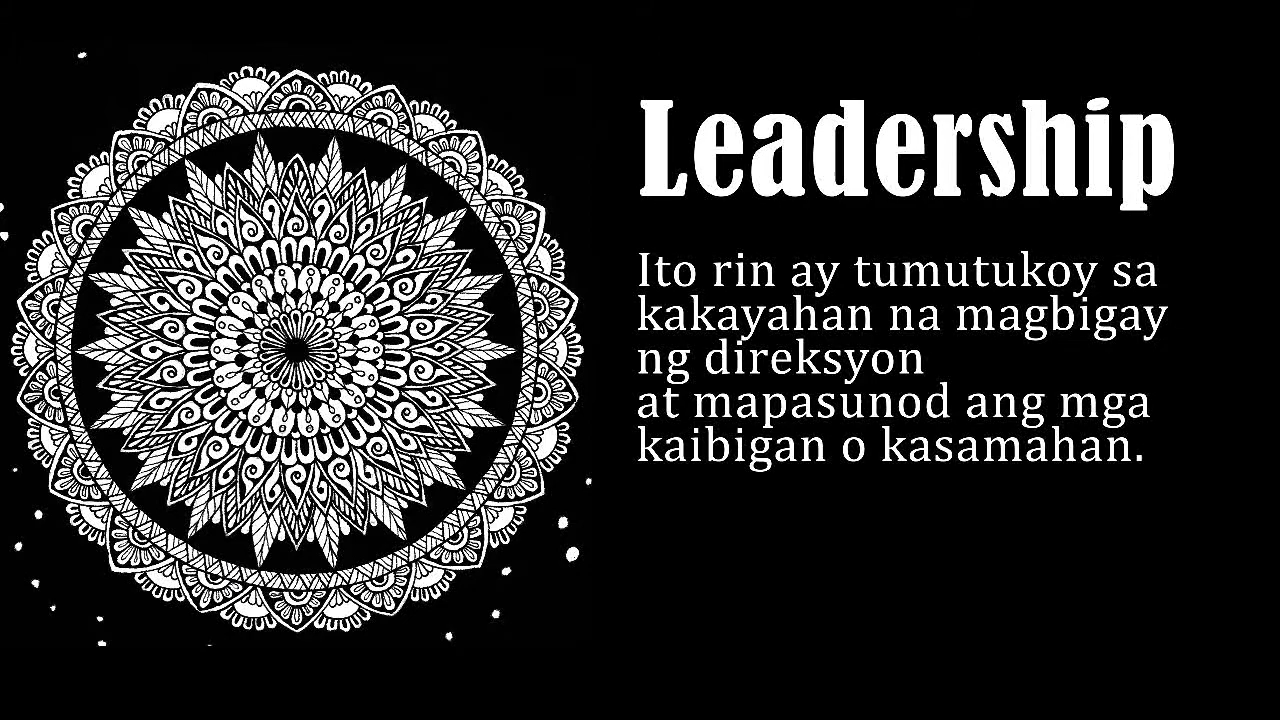 Leadership
Ito rin ay tumutukoy sa
kakayahan na magbigay
ng direksyon
at mapasunod ang mga
kaibigan o kasamahan.